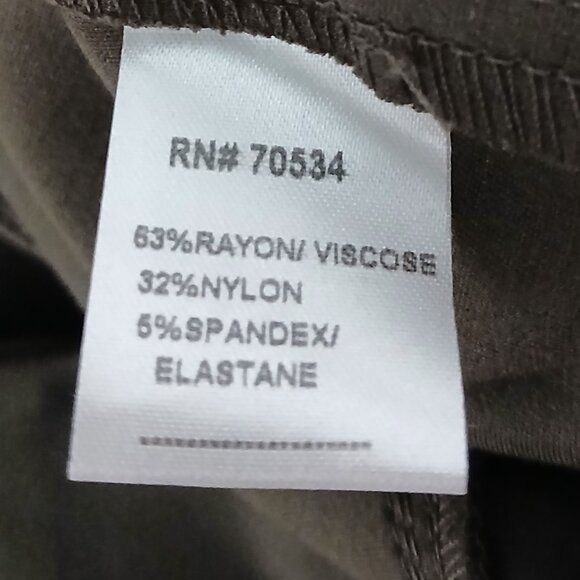 RN# 70534
63%RAYON/ VISCOSE
32%NYLON
5%SPANDEX/
ELASTANE